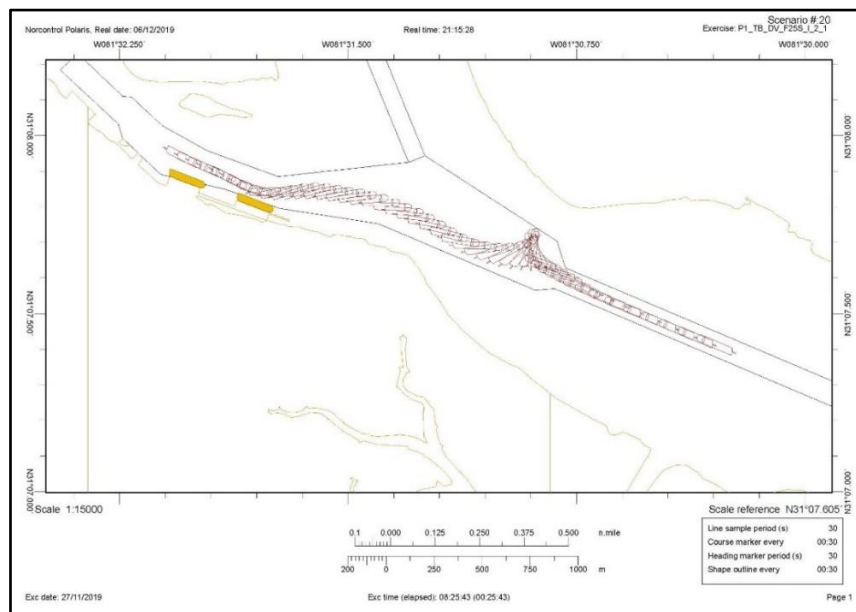 Scenario #:20
Norcontrol Polaris, Real date: 06/12/2019 Real time: 21:15:28 Exercise: P1_TB_DV_F25S_I_2_1
W081°32.250 W081°31.500 W081°30.750 W081°30.000
N31°08.000 N31°08.000
N31°07.500 N31°07.500
N31°07.000 N31°07.000
Scale 1:15000 Scale reference N31°07.605'
0.1 0.000 0.125 0.250 0.375 0.500 n.mile
200 0 250 500 750 1000 m
Line sample period (s) 30
Course marker every 00:30
Heading marker period (s) 30
Shape outline every 00:30
Exc date: 27/11/2019 Exc time (elapsed): 08:25:43 (00:25:43) Page 1